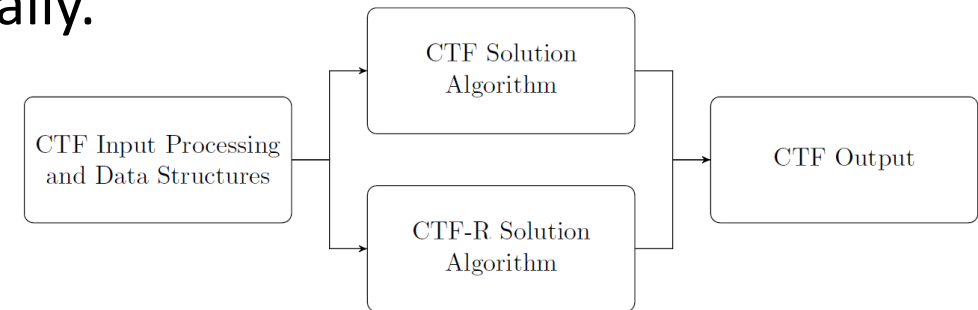 ally.
CTF Solution
Algorithm
CTF Input Processing
and Data Structures
CTF Output
CTF-R Solution
Algorithm